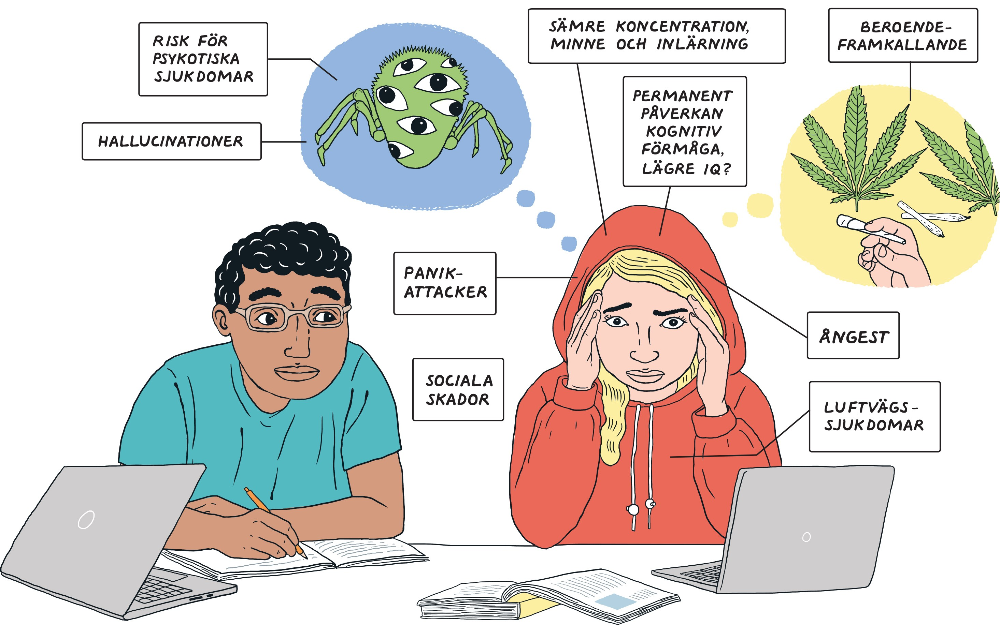 RISK FÖR
PSYKOTISKA
SJUKDOMAR
HALLUCINATIONER
SÄMRE KONCENTRATION,
MINNE OCH INLÄRNING
PERMANENT
PÅVERKAN
KOGNITIV
FÖRMÅGA,
LÄGRE IQ?
BEROENDE-
FRAMKALLANDE
PANIK-
ATTACKER
SOCIALA
SKADOR
ÅNGEST
LUFTVÄGS-
SJUKDOMAR